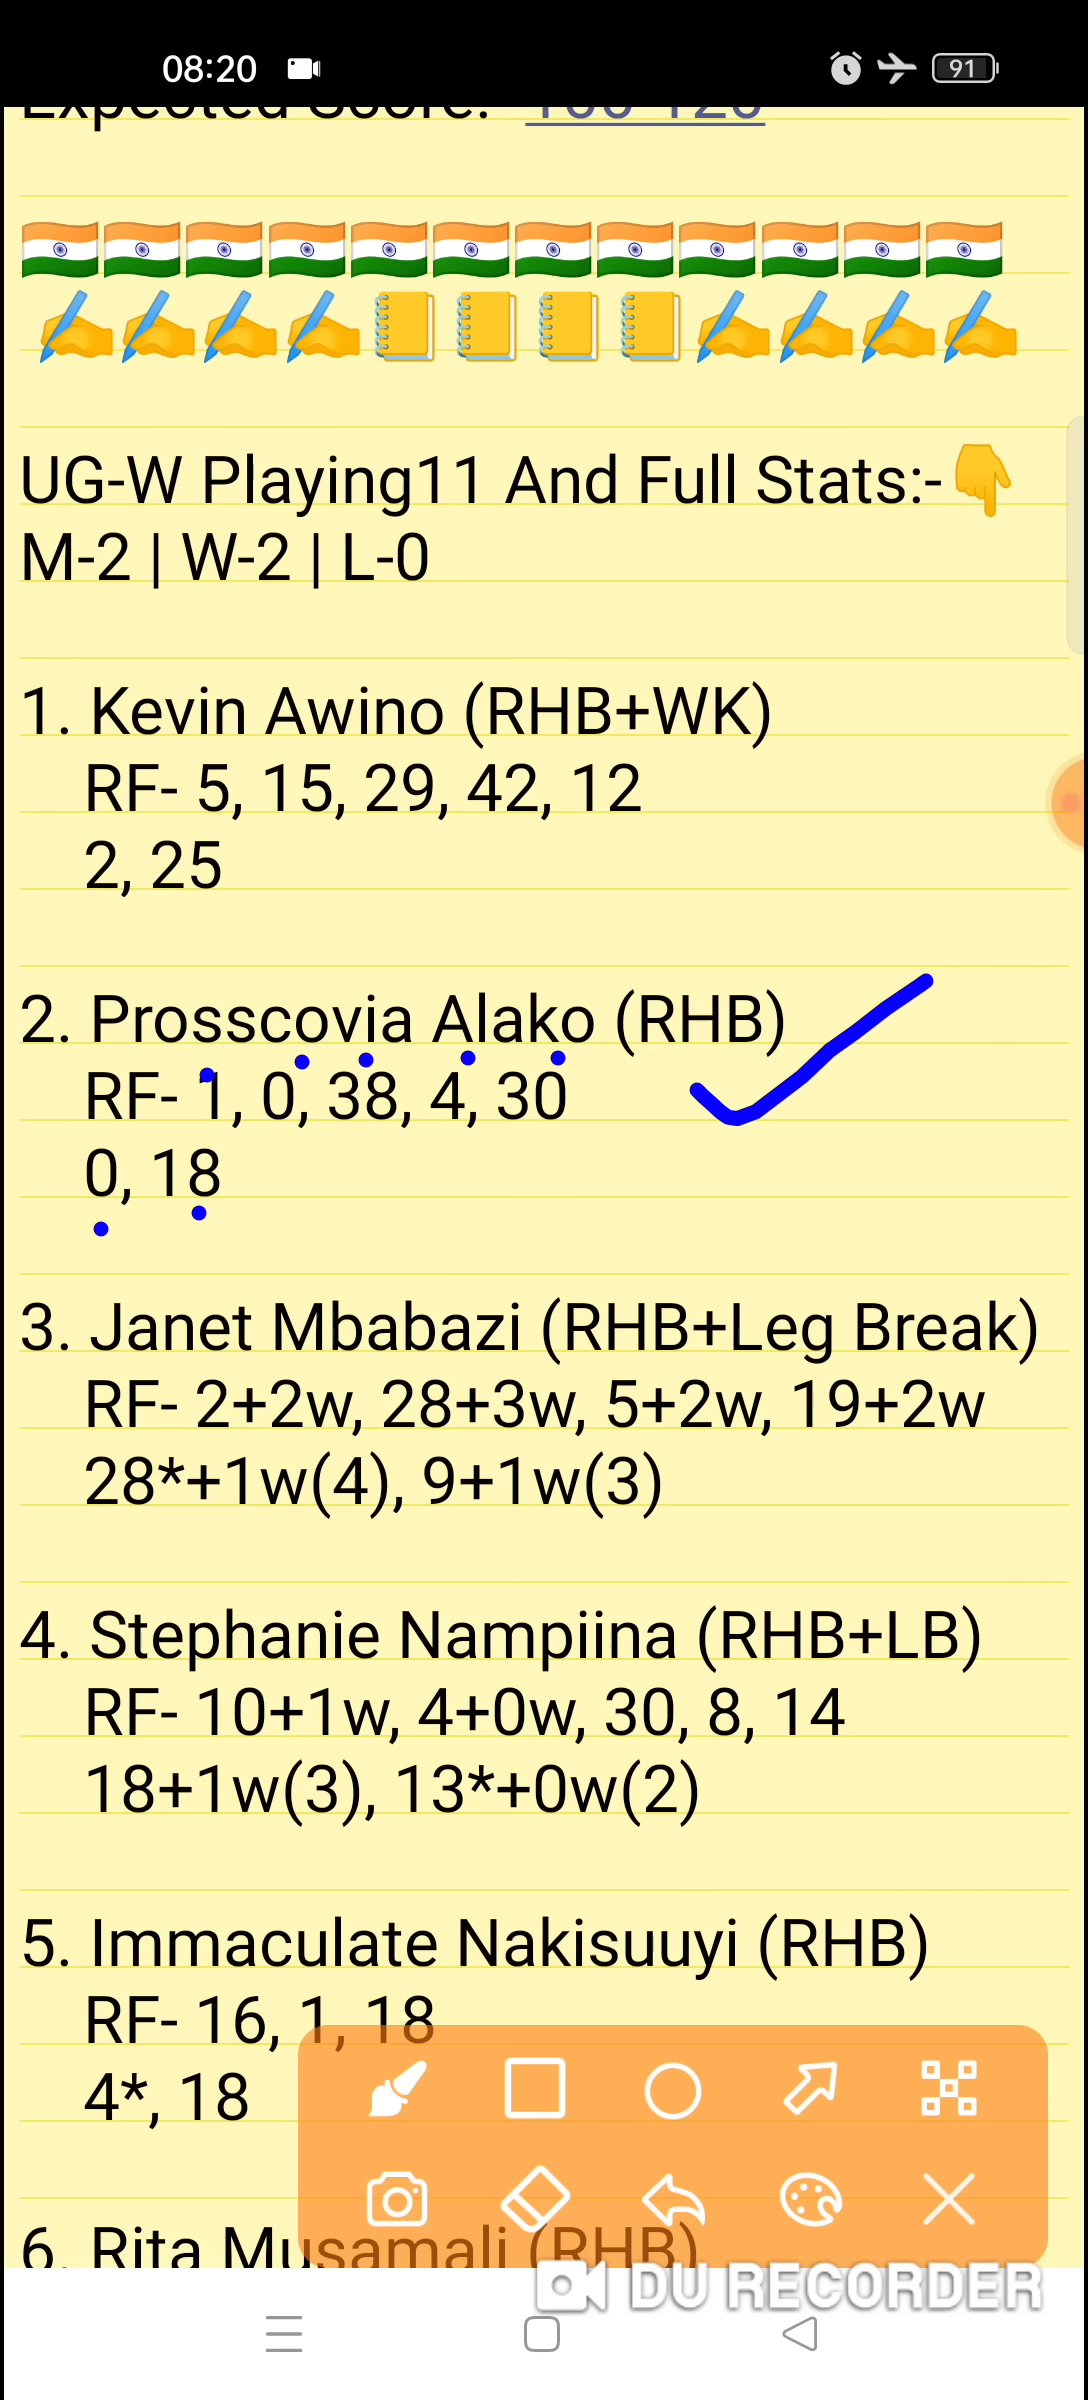 08:20
91
Expected Score:
UG-W Playing11 And Full Stats:-
M-2 | W-2 | L-0
1. Kevin Awino (RHB+WK)
RF- 5, 15, 29, 42, 12
2, 25
2. Prosscovia Alako (RHB)
RF- 1, 0, 38, 4, 30
0, 18
3. Janet Mbabazi (RHB+Leg Break)
RF- 2+2w, 28+3w, 5+2w, 19+2w
28*+1w(4), 9+1w(3)
4. Stephanie Nampiina (RHB+LB)
RF- 10+1w, 4+0w, 30, 8, 14
18+1w(3), 13*+0w(2)
5. Immaculate Nakisuuyi (RHB)
RF- 16, 1, 18
4*, 18
6. Rita Musamali (RHB)
DU RECORDER